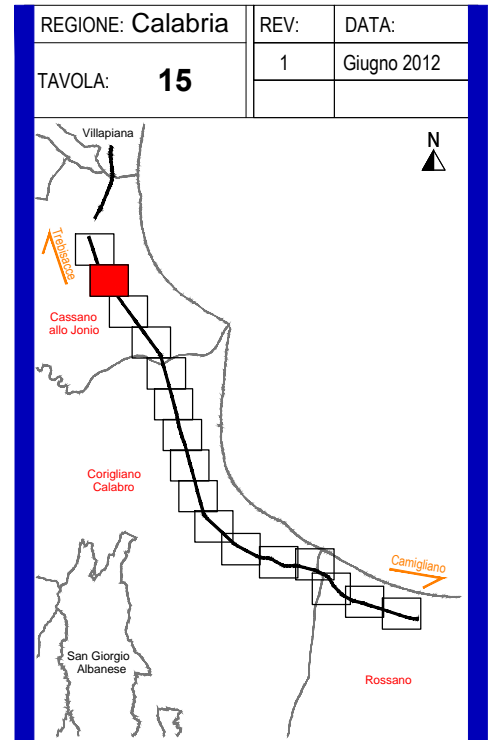 REGIONE: Calabria
REV:
DATA:
TAVOLA: 15
1
Giugno 2012
Villapiana
N
Trebisacce
Cassano
allo Jonio
Corigliano
Calabro
Camigliano
San Giorgio
Albanese
Rossano